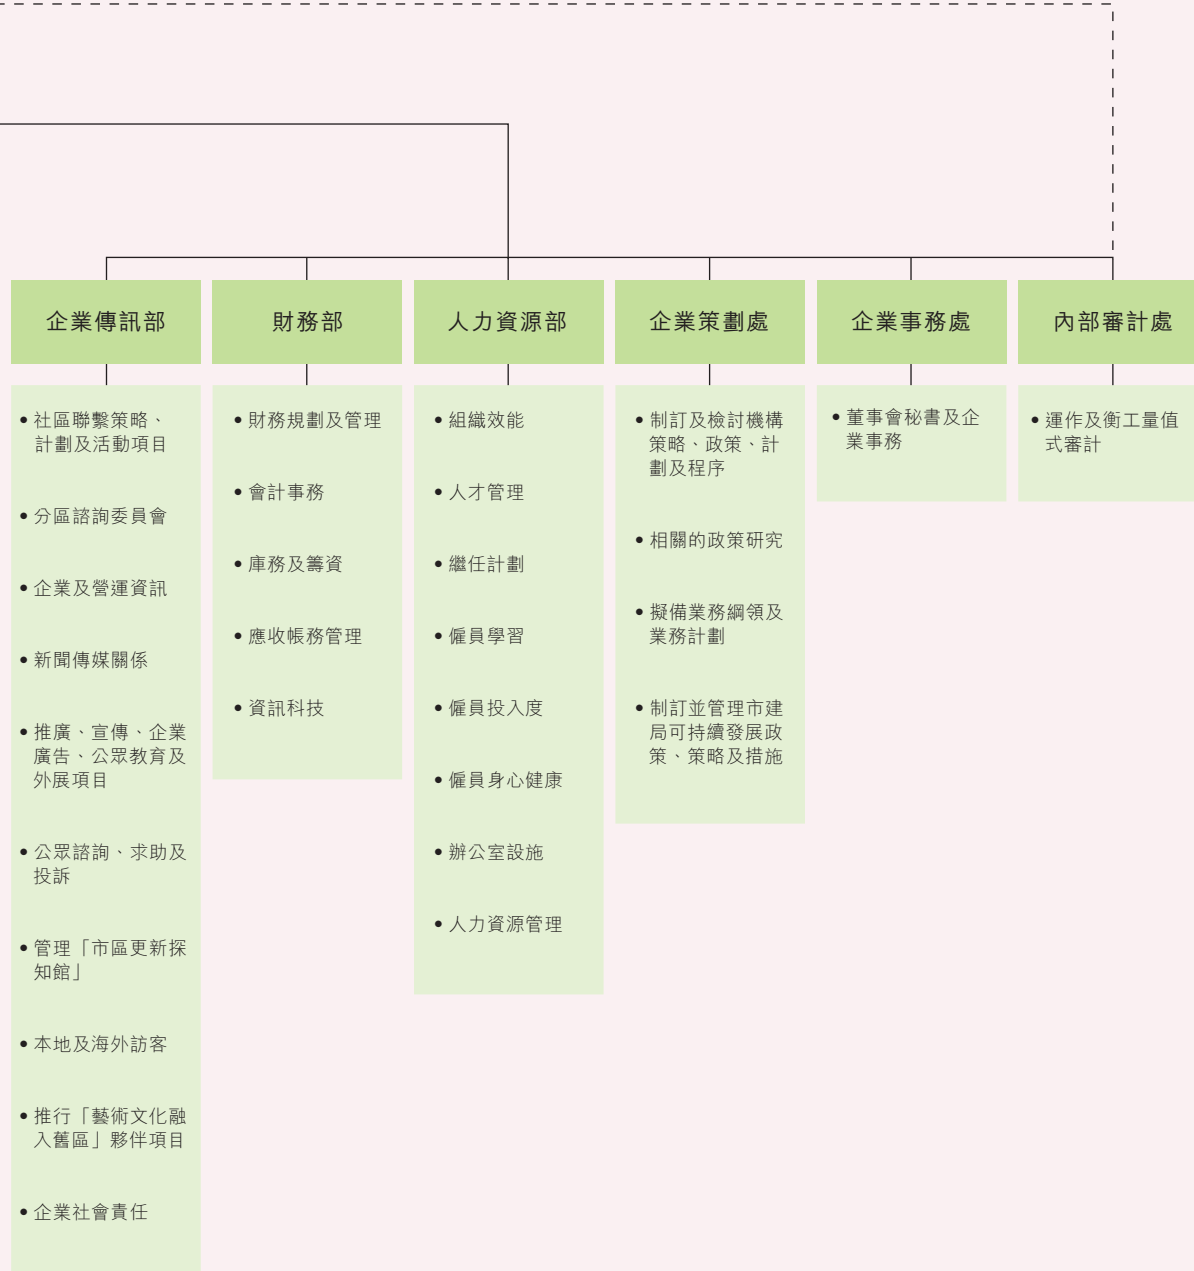 企業傳訊部
社區聯繫策略、
計劃及活動項目
分區諮詢委員會
企業及營運資訊
新聞傳媒關係
推廣、宣傳、企業
廣告、公眾教育及
外展項目
公眾諮詢、求助及
投訴
管理「市區更新探
知館」
本地及海外訪客
推行「藝術文化融
入舊區」夥伴項目
企業社會責任
財務部
財務規劃及管理
會計事務
庫務及籌資
應收帳務管理
資訊科技
人力資源部
組織效能
人才管理
繼任計劃
僱員學習
僱員投入度
僱員身心健康
辦公室設施
人力資源管理
企業策劃處
制訂及檢討機構
策略、政策、計
劃及程序
相關的政策研究
擬備業務綱領及
業務計劃
制訂並管理市建
局可持續發展政
策、策略及措施
企業事務處
董事會秘書及企
業事務
內部審計處
運作及衡工量值
式審計